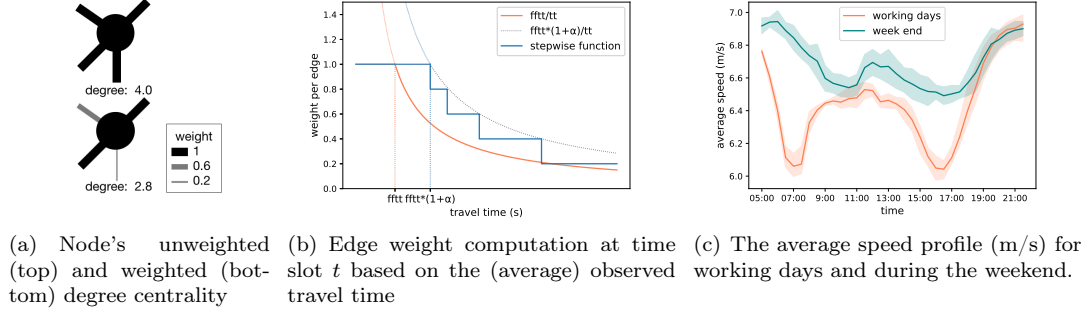 degree: 4.0
weight
1
0.6
0.2
degree: 2.8
fftt/tt
fftt*(1+α)/tt
stepwise function
weight per edge
1.4
1.2
1.0
0.8
0.6
0.4
0.2
0.0
fftt fftt*(1+α)
travel time (s)
working days
week end
average speed (m/s)
7.0
6.8
6.6
6.4
6.2
6.0
05:00 07:00 09:00 11:00 13:00 15:00 17:00 19:00 21:00
time
(a) Node's unweighted
(top) and weighted (bot-
tom) degree centrality
(b) Edge weight computation at time
slot t based on the (average) observed
travel time
(c) The average speed profile (m/s) for
working days and during the weekend.